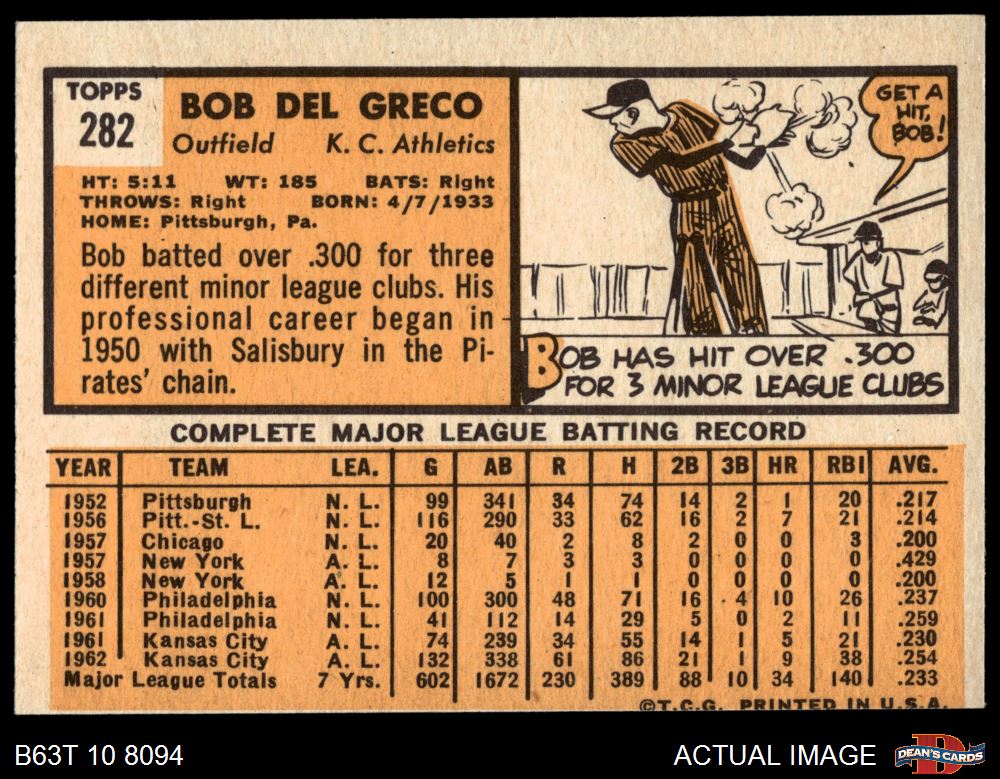 TOPPS
282
BOB DEL GRECO
Outfield K. C. Athletics
HT: 5:11 WT: 185 BATS: Right
THROWS: Right BORN: 4/7/1933
HOME: Pittsburgh, Pa.
Bob batted over .300 for three
different minor league clubs. His
professional career began in
1950 with Salisbury in the Pi-
rates' chain.
GET A
HIT,
BOB!
BOB HAS HIT OVER .300
FOR 3 MINOR LEAGUE CLUBS
COMPLETE MAJOR LEAGUE BATTING RECORD
YEAR TEAM LEA. G AB R H 2B 3B HR RBI AVG.
1952 Pittsburgh N. L. 99 341 34 74 14 2 1 20 .217
1956 Pitt.-St. L. N. L. 116 290 33 62 16 2 7 21 .214
1957 Chicago N. L. 20 40 2 8 2 0 0 3 .200
1957 New York A. L. 8 7 3 3 0 0 0 0 .429
1958 New York A. L. 12 5 1 1 0 0 0 0 .200
1960 Philadelphia N. L. 100 300 48 71 16 4 10 26 .237
1961 Philadelphia N. L. 41 112 14 29 5 0 2 11 .259
1961 Kansas City A. L. 74 239 34 55 14 1 5 21 .230
1962 Kansas City A. L. 132 338 61 86 21 1 9 38 .254
Major League Totals 7 Yrs. 602 1672 230 389 88 10 34 140 .233
©T.C.G. PRINTED IN U.S.A.
B63T 10 8094 ACTUAL IMAGE DEAN'S CARDS